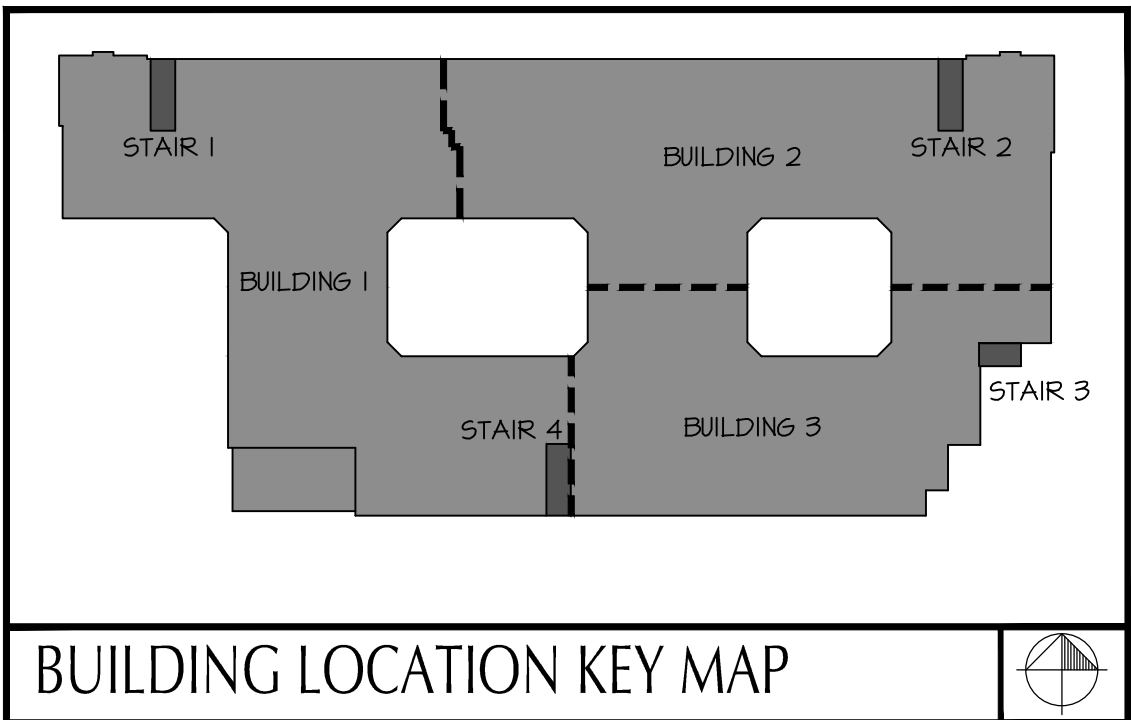 STAIR 1
BUILDING 2
STAIR 2
BUILDING 1
STAIR 3
STAIR 4
BUILDING 3
BUILDING LOCATION KEY MAP